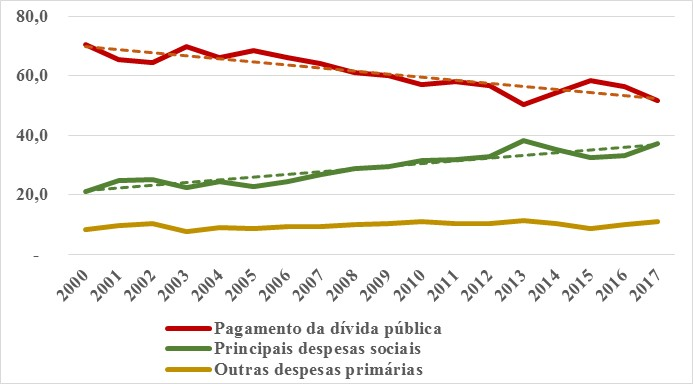 80,0
60,0
40,0
20,0
-
2000 2001 2002 2003 2004 2005 2006 2007 2008 2009 2010 2011 2012 2013 2014 2015 2016 2017
Pagamento da dívida pública
Principais despesas sociais
Outras despesas primárias